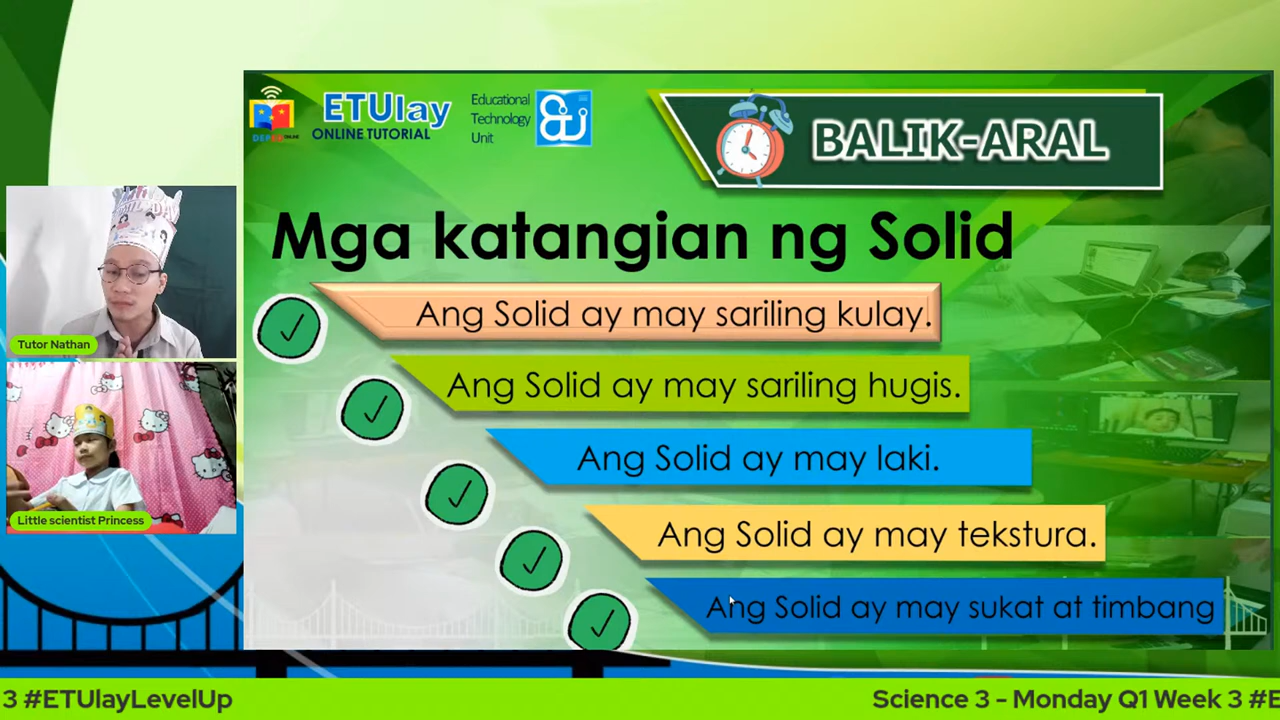 ETUlay
ONLINE TUTORIAL
Educational
Technology
Unit
BALIK-ARAL
Mga katangian ng Solid
Ang Solid ay may sariling kulay.
Ang Solid ay may sariling hugis.
Ang Solid ay may laki.
Ang Solid ay may tekstura.
Ang Solid ay may sukat at timbang
Tutor Nathan
Little scientist Princess
3 #ETUlayLevelUp
Science 3 - Monday Q1 Week 3 #E